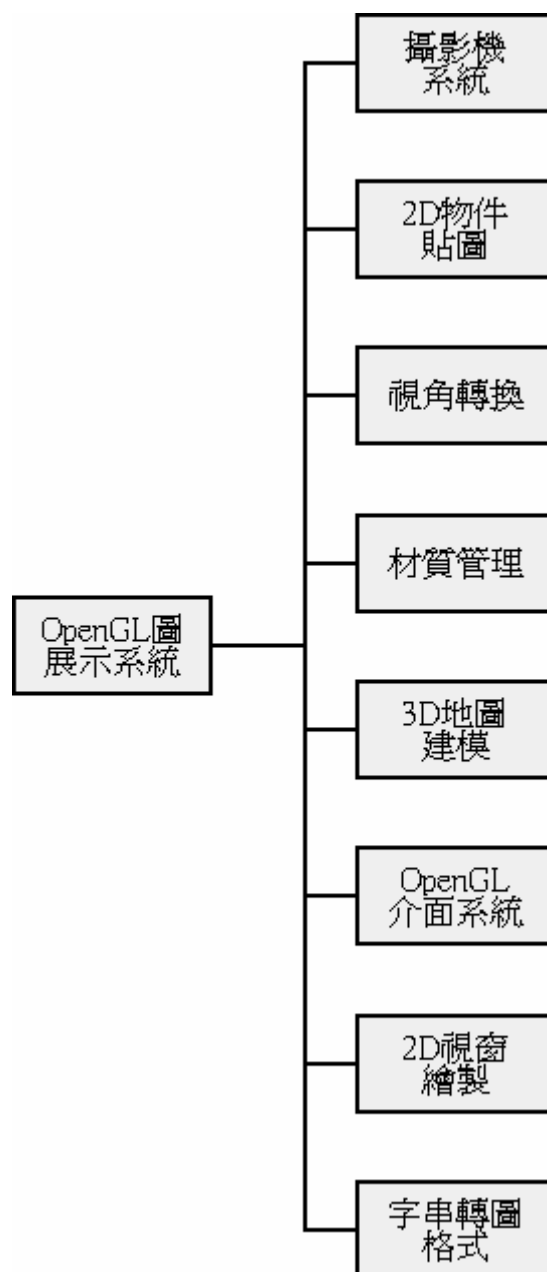 攝影機
系統
2D物件
貼圖
視角轉換
材質管理
OpenGL圖
展示系統
3D地圖
建模
OpenGL
介面系統
2D視窗
繪製
字串轉圖
格式